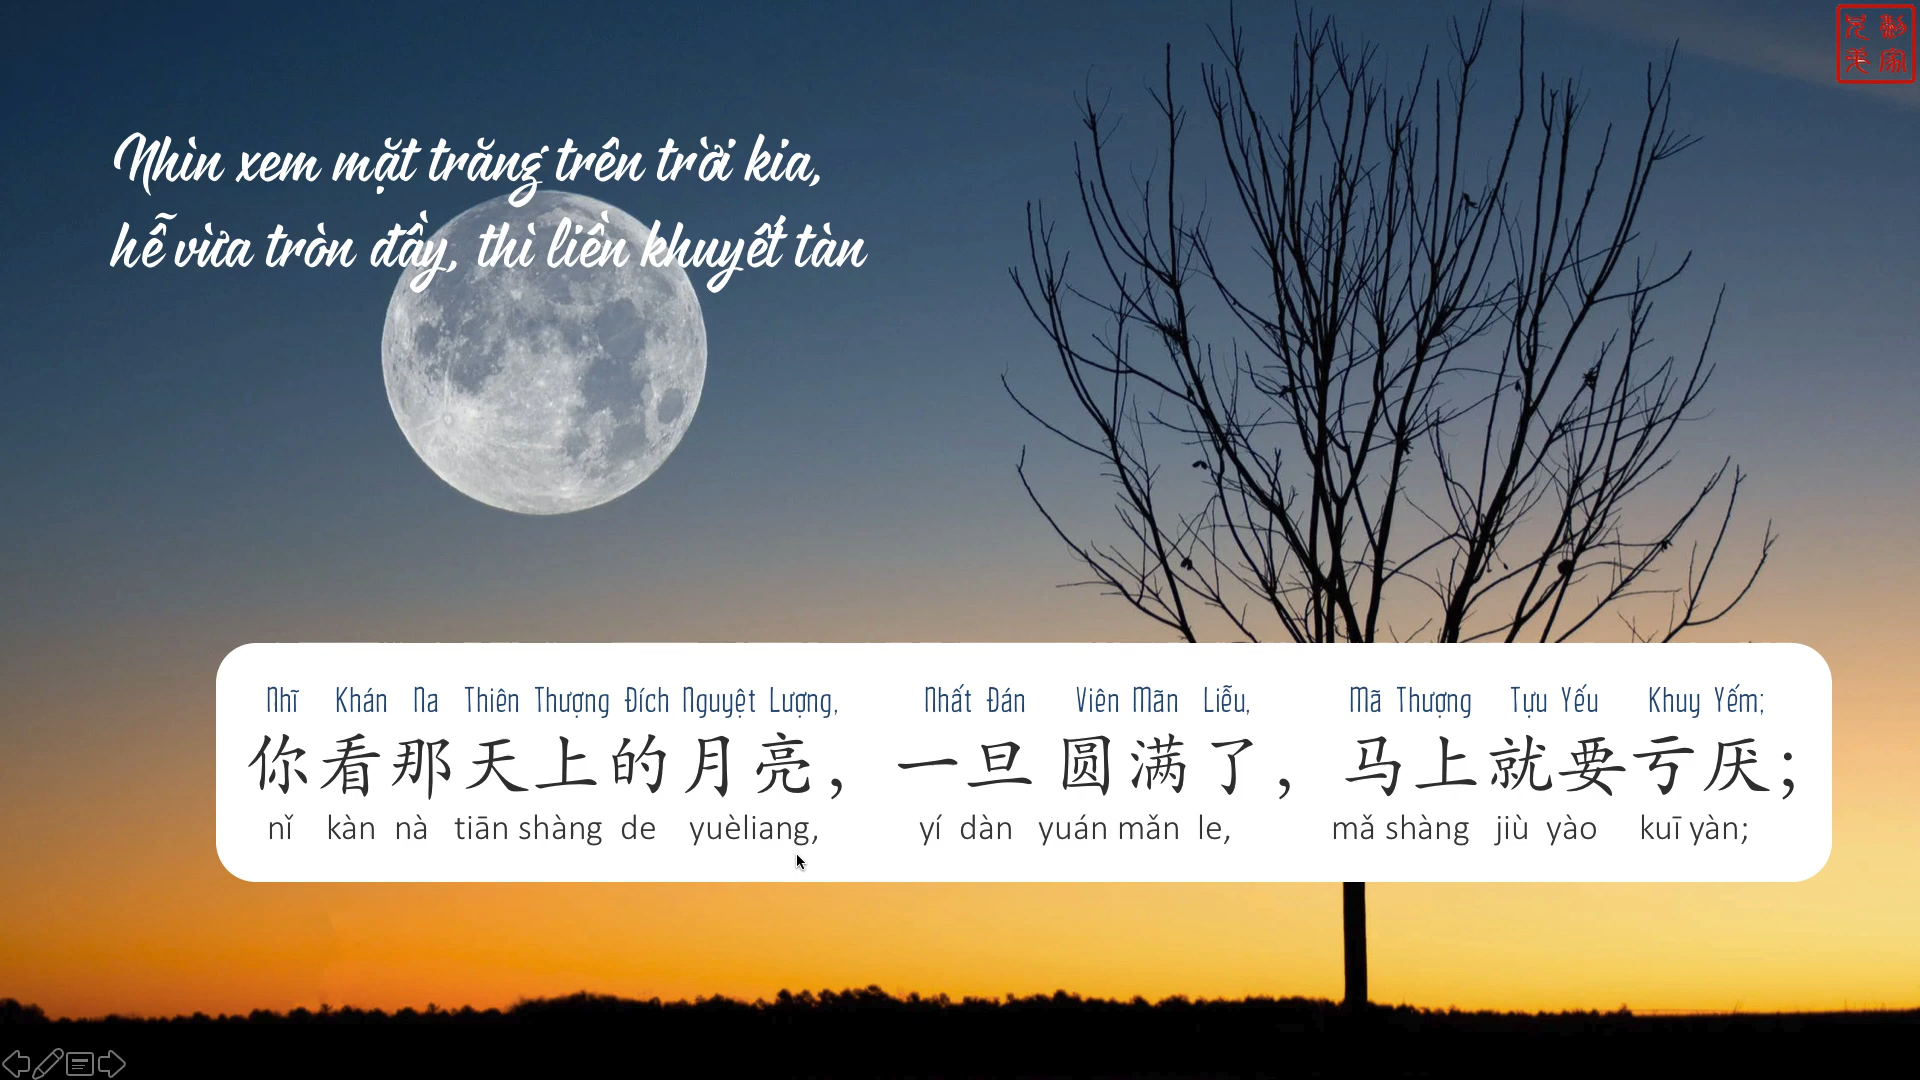 Nhìn xem mặt trăng trên trời kia,
hễ vừa tròn đầy, thì liền khuyết tàn
Nhĩ Khán Na Thiên Thượng Đích Nguyệt Lượng, Nhất Đán Viên Mãn Liễu, Mã Thượng Tựu Yếu Khuy Yếm;
你看那天上的月亮，一旦圆满了，马上就要亏厌；
nǐ kàn nà tiān shàng de yuèliang, yí dàn yuán mǎn le, mǎ shàng jiù yào kuī yàn;